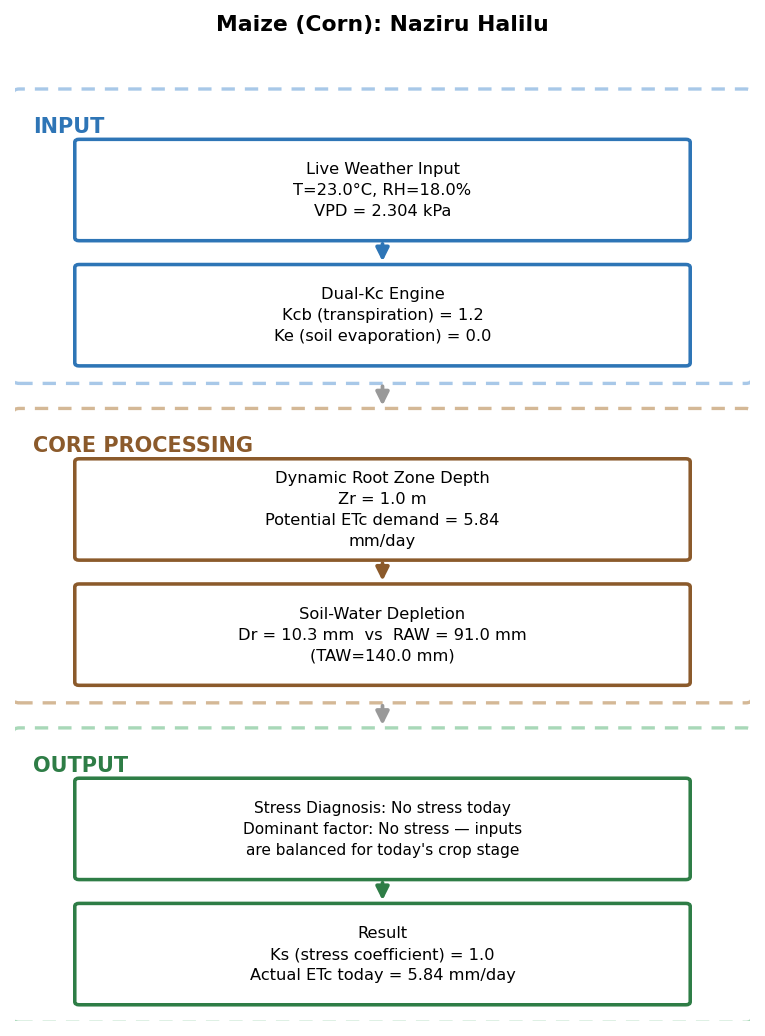 Maize (Corn): Naziru Halilu
INPUT
Live Weather Input
T=23.0°C, RH=18.0%
VPD = 2.304 kPa
Dual-Kc Engine
Kcb (transpiration) = 1.2
Ke (soil evaporation) = 0.0
CORE PROCESSING
Dynamic Root Zone Depth
Zr = 1.0 m
Potential ETc demand = 5.84
mm/day
Soil-Water Depletion
Dr = 10.3 mm  vs  RAW = 91.0 mm
(TAW=140.0 mm)
OUTPUT
Stress Diagnosis: No stress today
Dominant factor: No stress — inputs
are balanced for today's crop stage
Result
Ks (stress coefficient) = 1.0
Actual ETc today = 5.84 mm/day